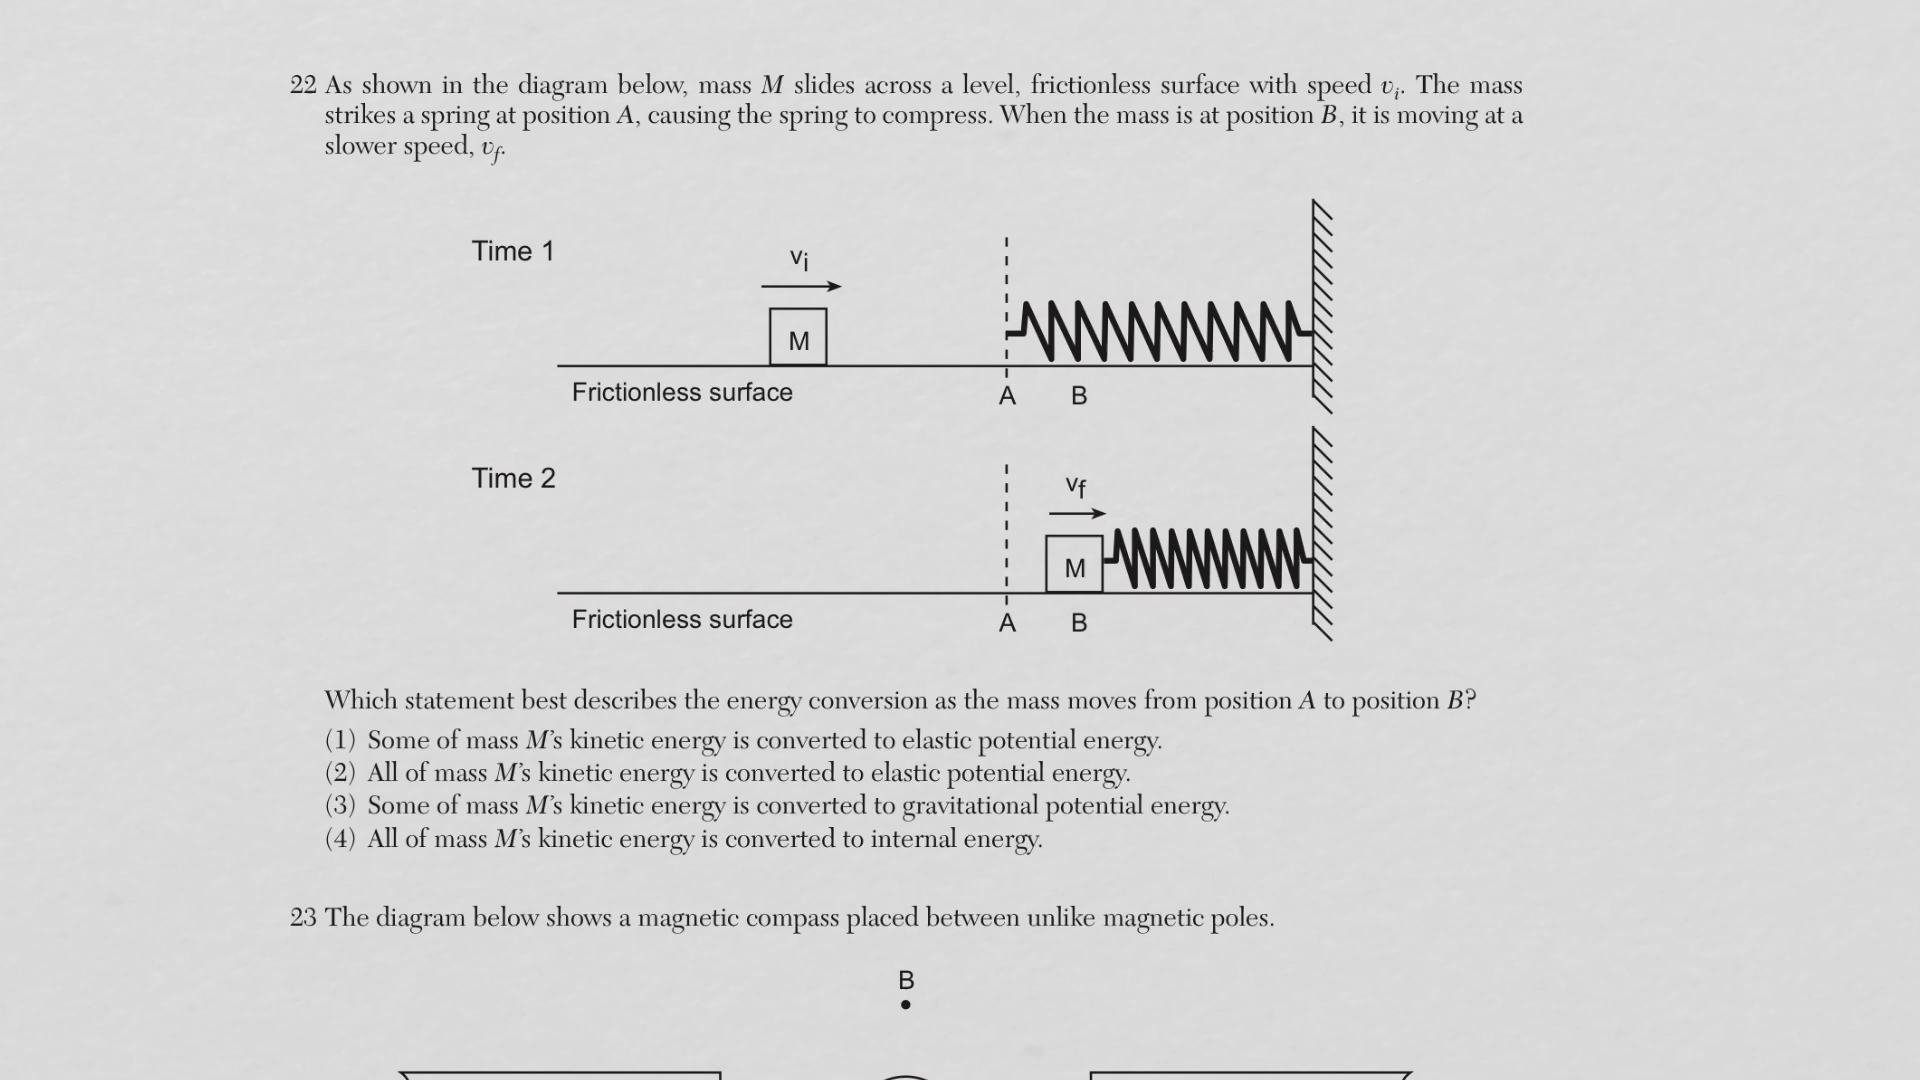 22 As shown in the diagram below, mass M slides across a level, frictionless surface with speed vi. The mass
strikes a spring at position A, causing the spring to compress. When the mass is at position B, it is moving at a
slower speed, vf.
Time 1
vi
M
Frictionless surface
A B
Time 2
vf
M
Frictionless surface
A B
Which statement best describes the energy conversion as the mass moves from position A to position B?
(1) Some of mass M’s kinetic energy is converted to elastic potential energy.
(2) All of mass M’s kinetic energy is converted to elastic potential energy.
(3) Some of mass M’s kinetic energy is converted to gravitational potential energy.
(4) All of mass M’s kinetic energy is converted to internal energy.
23 The diagram below shows a magnetic compass placed between unlike magnetic poles.
B